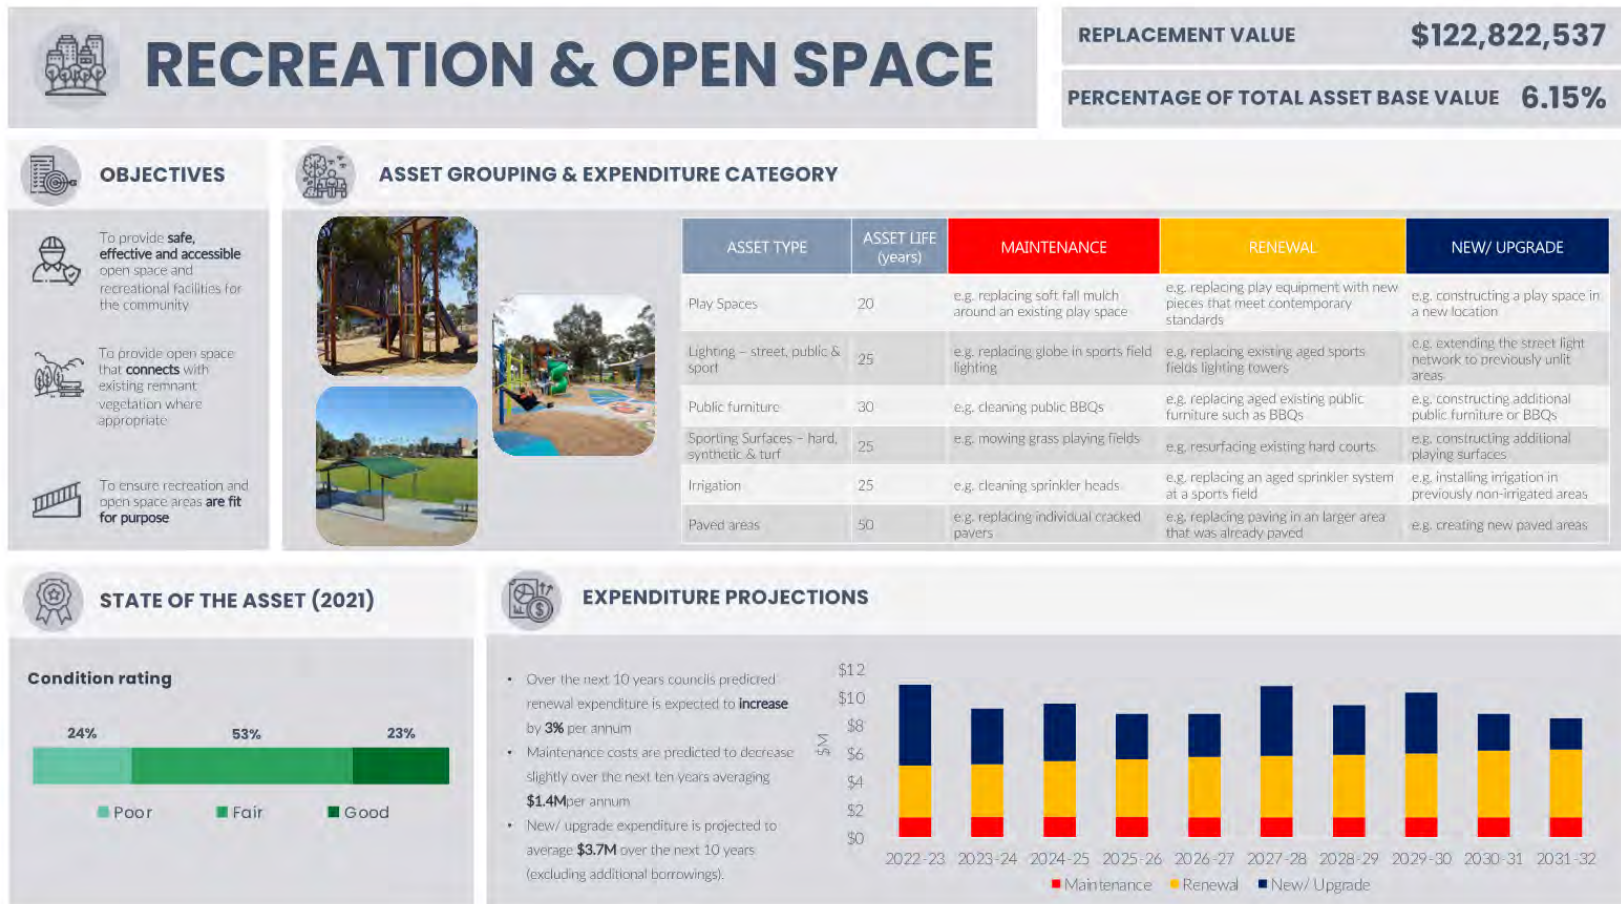 RECREATION & OPEN SPACE
REPLACEMENT VALUE $122,822,537
PERCENTAGE OF TOTAL ASSET BASE VALUE 6.15%
OBJECTIVES
To provide safe,
effective and accessible
open space and
recreational facilities for
the community
To provide open space
that connects with
existing remnant
vegetation where
appropriate
To ensure recreation and
open space areas are fit
for purpose
ASSET GROUPING & EXPENDITURE CATEGORY
ASSET TYPE
ASSET LIFE
(years)
MAINTENANCE
RENEWAL
NEW/ UPGRADE
Play Spaces
20
e.g. replacing soft fall mulch
around an existing play space
e.g. replacing play equipment with new
pieces that meet contemporary
standards
e.g. constructing a play space in
a new location
Lighting – street, public &
sport
25
e.g. replacing globe in sports field
lighting
e.g. replacing existing aged sports
fields lighting towers
e.g. extending the street light
network to previously unlit
areas
Public furniture
30
e.g. cleaning public BBQs
e.g. replacing aged existing public
furniture such as BBQs
e.g. constructing additional
public furniture or BBQs
Sporting Surfaces – hard,
synthetic & turf
25
e.g. mowing grass playing fields
e.g. resurfacing existing hard courts
e.g. constructing additional
playing surfaces
Irrigation
25
e.g. cleaning sprinkler heads
e.g. replacing an aged sprinkler system
at a sports field
e.g. installing irrigation in
previously non-irrigated areas
Paved areas
50
e.g. replacing individual cracked
pavers
e.g. replacing paving in an larger area
that was already paved
e.g. creating new paved areas
STATE OF THE ASSET (2021)
Condition rating
24% 53% 23%
Poor Fair Good
EXPENDITURE PROJECTIONS
• Over the next 10 years councils predicted
renewal expenditure is expected to increase
by 3% per annum
• Maintenance costs are predicted to decrease
slightly over the next ten years averaging
$1.4Mper annum
• New/ upgrade expenditure is projected to
average $3.7M over the next 10 years
(excluding additional borrowings).
$M
$12
$10
$8
$6
$4
$2
$0
2022-23 2023-24 2024-25 2025-26 2026-27 2027-28 2028-29 2029-30 2030-31 2031-32
Maintenance Renewal New/ Upgrade